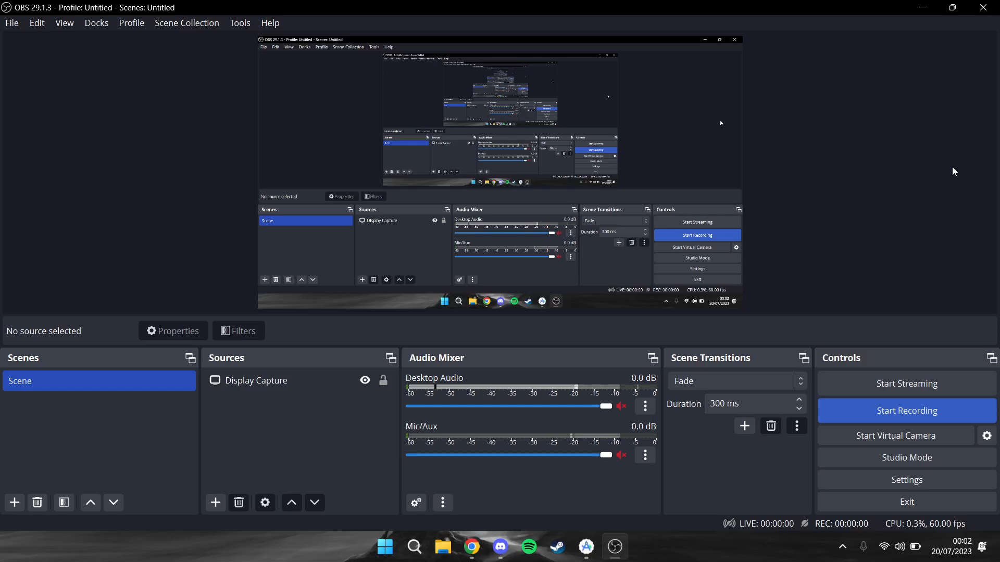 OBS 29.1.3 - Profile: Untitled - Scenes: Untitled
File Edit View Docks Profile Scene Collection Tools Help
OBS 29.1.3 - Profile: Untitled - Scenes: Untitled
File Edit View Docks Profile Scene Collection Tools Help
No source selected Properties Filters
Scenes Sources Audio Mixer Scene Transitions Controls
Scene Display Capture Desktop Audio 0.0 dB Fade Start Streaming
-60 -55 -50 -45 -40 -35 -30 -25 -20 -15 -10 -5 0
Duration 300 ms Start Recording
Mic/Aux 0.0 dB Start Virtual Camera
-60 -55 -50 -45 -40 -35 -30 -25 -20 -15 -10 -5 0
Studio Mode
Settings
Exit
LIVE: 00:00:00 REC: 00:00:00 CPU: 0.3%, 60.00 fps
00:02
20/07/2023
No source selected Properties Filters
Scenes Sources Audio Mixer Scene Transitions Controls
Scene Display Capture Desktop Audio 0.0 dB Fade Start Streaming
-60 -55 -50 -45 -40 -35 -30 -25 -20 -15 -10 -5 0
Duration 300 ms Start Recording
Mic/Aux 0.0 dB Start Virtual Camera
-60 -55 -50 -45 -40 -35 -30 -25 -20 -15 -10 -5 0
Studio Mode
Settings
Exit
LIVE: 00:00:00 REC: 00:00:00 CPU: 0.3%, 60.00 fps
00:02
20/07/2023